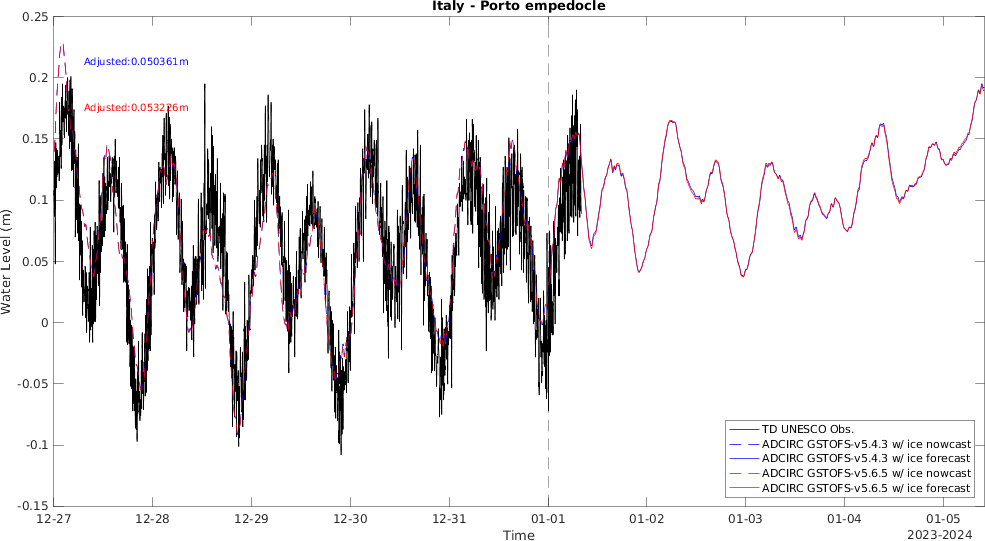 Italy - Porto empedocle
Adjusted:0.050361m
Adjusted:0.053226m
Water Level (m)
0.25
0.2
0.15
0.1
0.05
0
-0.05
-0.1
-0.15
12-27
12-28
12-29
12-30
12-31
01-01
01-02
01-03
01-04
01-05
Time
2023-2024
TD UNESCO Obs.
ADCIRC GSTOFS-v5.4.3 w/ ice nowcast
ADCIRC GSTOFS-v5.4.3 w/ ice forecast
ADCIRC GSTOFS-v5.6.5 w/ ice nowcast
ADCIRC GSTOFS-v5.6.5 w/ ice forecast